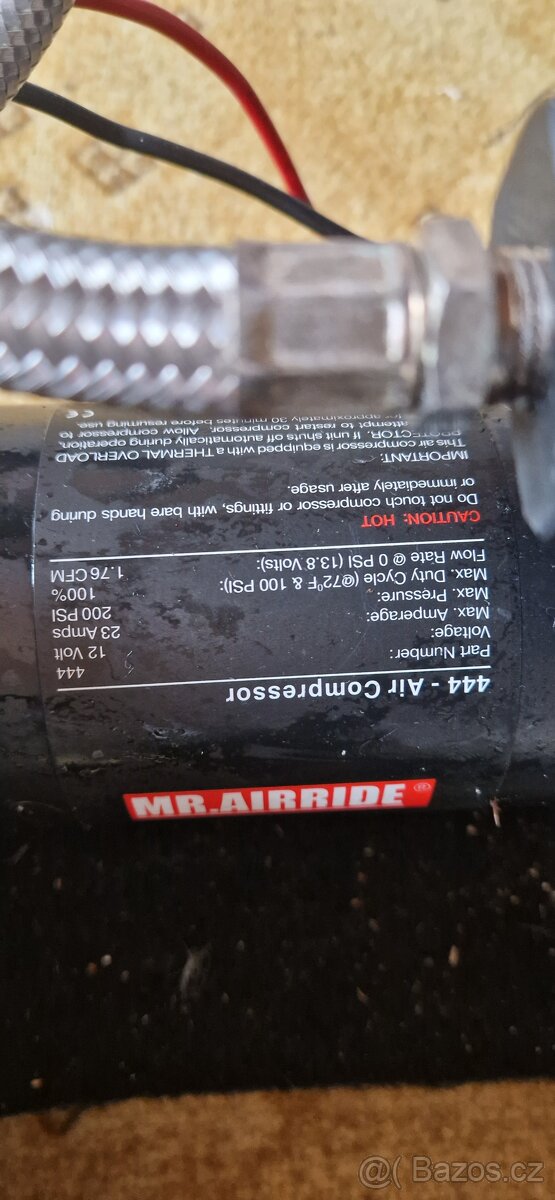 MR.AIRRIDE®
444 - Air Compressor
Part Number: 444
Voltage: 12 Volt
Max. Amperage: 23 Amps
Max. Pressure: 200 PSI
Max. Duty Cycle (@72°F & 100 PSI): 100%
Flow Rate @ 0 PSI (13.8 Volts): 1.76 CFM
CAUTION: HOT
Do not touch compressor or fittings, with bare hands during
or immediately after usage.
IMPORTANT:
This air compressor is equipped with a THERMAL OVERLOAD
PROTECTOR. If unit shuts off automatically during operation
attempt to restart compressor. Allow compressor to
for approximately 30 minutes before resuming use.
CE
@(c) Bazos.cz